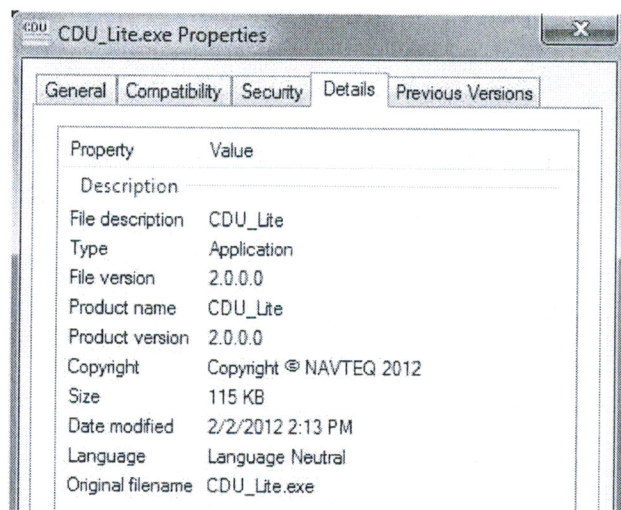 CDU CDU_Lite.exe Properties
General Compatibility Security Details Previous Versions
Property Value
Description
File description CDU_Lite
Type Application
File version 2.0.0.0
Product name CDU_Lite
Product version 2.0.0.0
Copyright Copyright © NAVTEQ 2012
Size 115 KB
Date modified 2/2/2012 2:13 PM
Language Language Neutral
Original filename CDU_Lite.exe